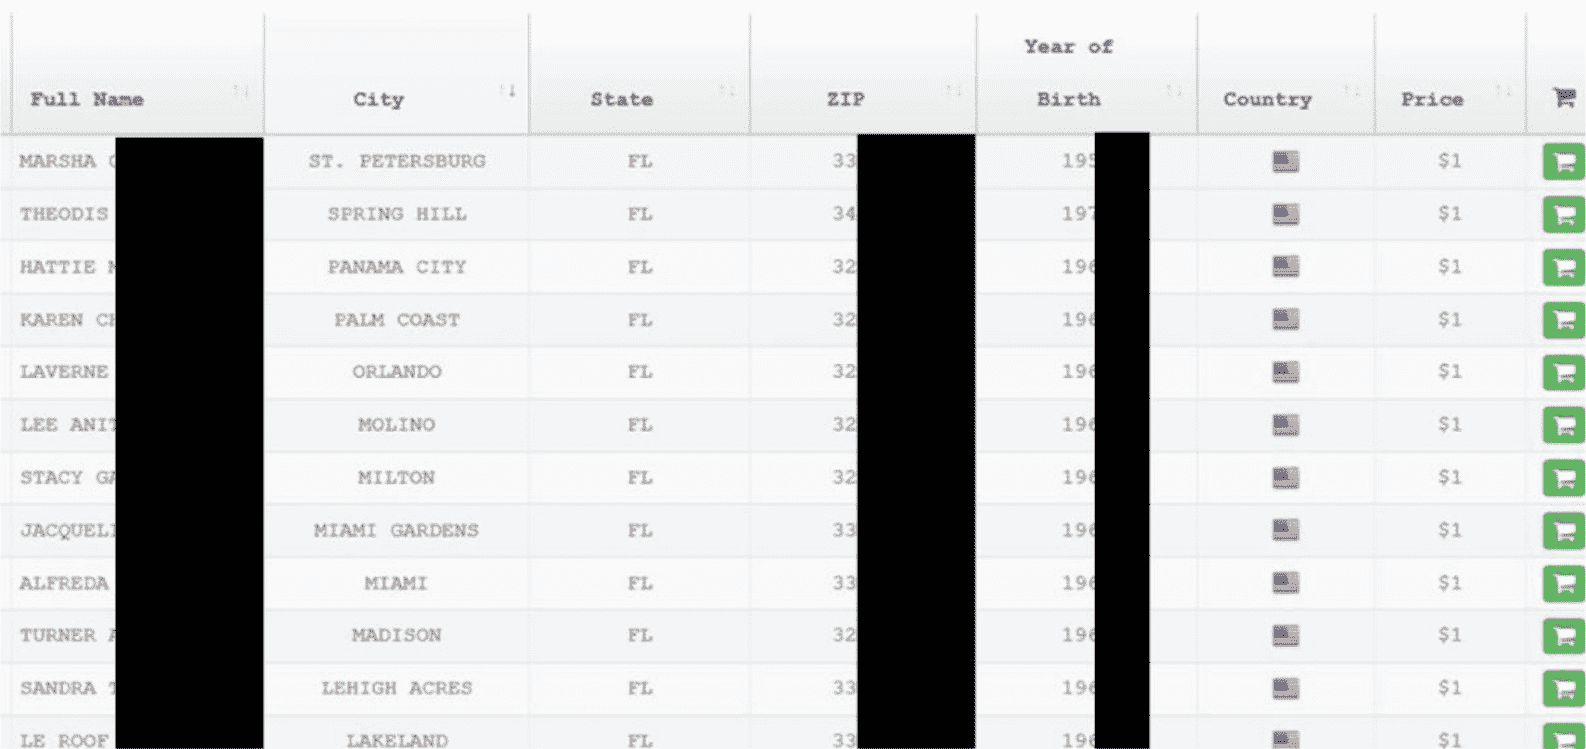 Year of
Full Name City State ZIP Birth Country Price
MARSHA ST. PETERSBURG FL 33 195 $1
THEODIS SPRING HILL FL 34 197 $1
HATTIE PANAMA CITY FL 32 196 $1
KAREN PALM COAST FL 32 196 $1
LAVERNE ORLANDO FL 32 196 $1
LEE MOLINO FL 32 196 $1
STACY MILTON FL 32 196 $1
MIAMI GARDENS FL 33 196 $1
ALFREDA MIAMI FL 33 196 $1
TURNER MADISON FL 32 196 $1
SANDRA LEHIGH ACRES FL 33 196 $1
LE ROOF LAKELAND FL 33 196 $1